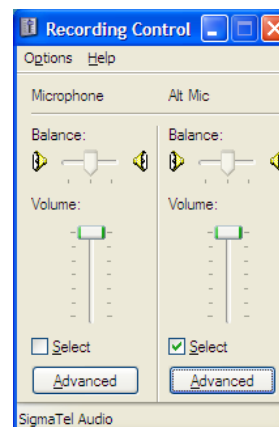 Recording Control
Options Help
Microphone Alt Mic
Balance: Balance:
Volume: Volume:
Select Select
Advanced Advanced
SigmaTel Audio